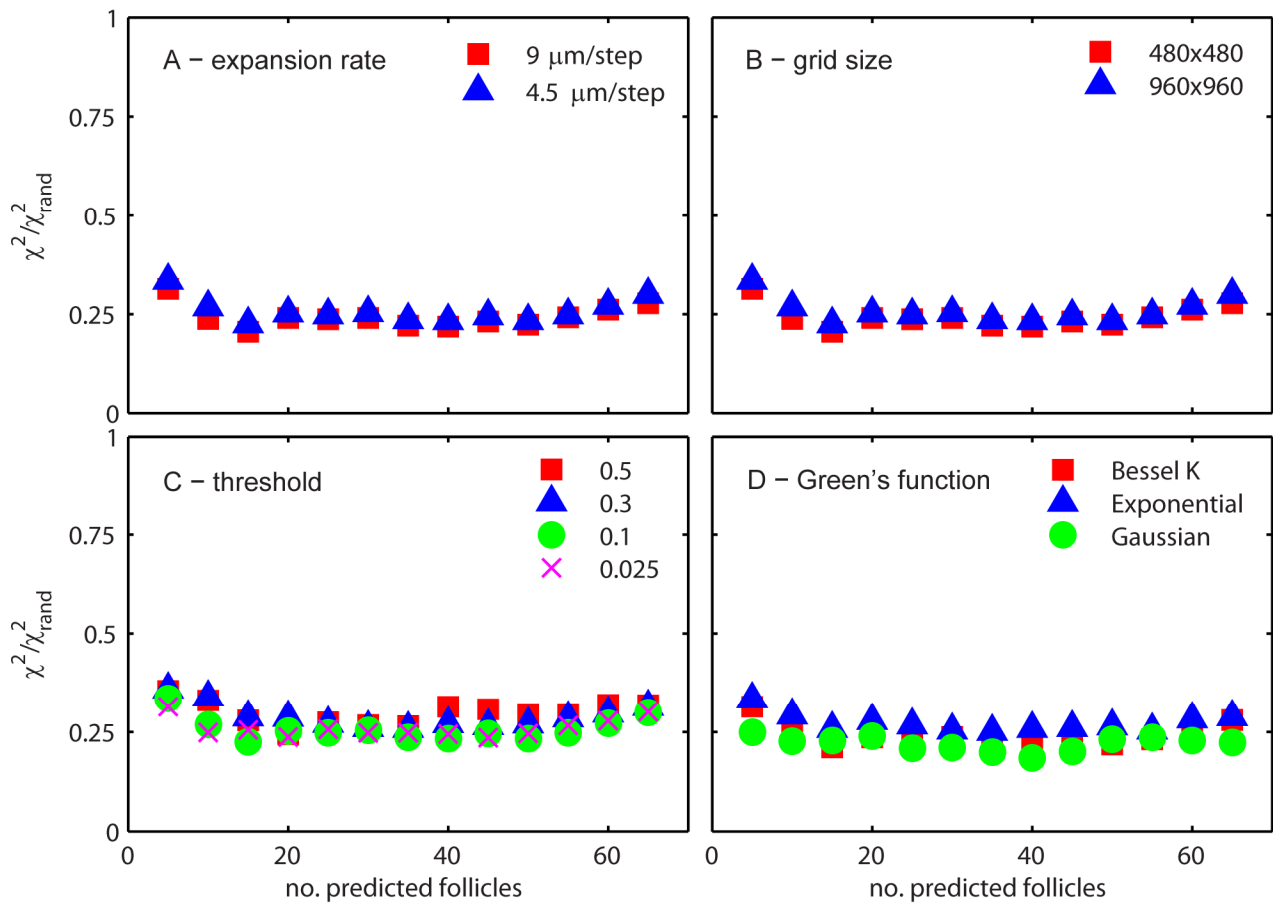 1
A − expansion rate
9 μm/step
4.5 μm/step
0.75
0.5
0.25
0
χ²/χ²rand
B − grid size
480x480
960x960
1
C − threshold
0.5
0.3
0.1
0.025
0.75
0.5
0.25
0
χ²/χ²rand
0 20 40 60
no. predicted follicles
D − Green's function
Bessel K
Exponential
Gaussian
0 20 40 60
no. predicted follicles